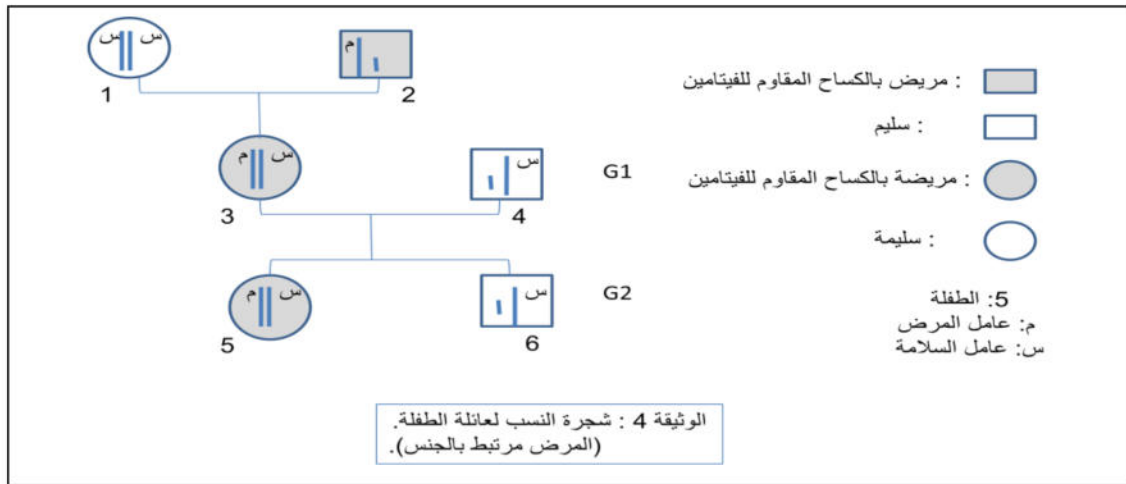 س س
م
1
2
م س
س
G1
3
4
م س
س
G2
5
6
: مريض بالكساح المقاوم للفيتامين
: سليم
: مريضة بالكساح المقاوم للفيتامين
: سليمة
5: الطفلة
م: عامل المرض
س: عامل السلامة
الوثيقة 4 : شجرة النسب لعائلة الطفلة.
(المرض مرتبط بالجنس).